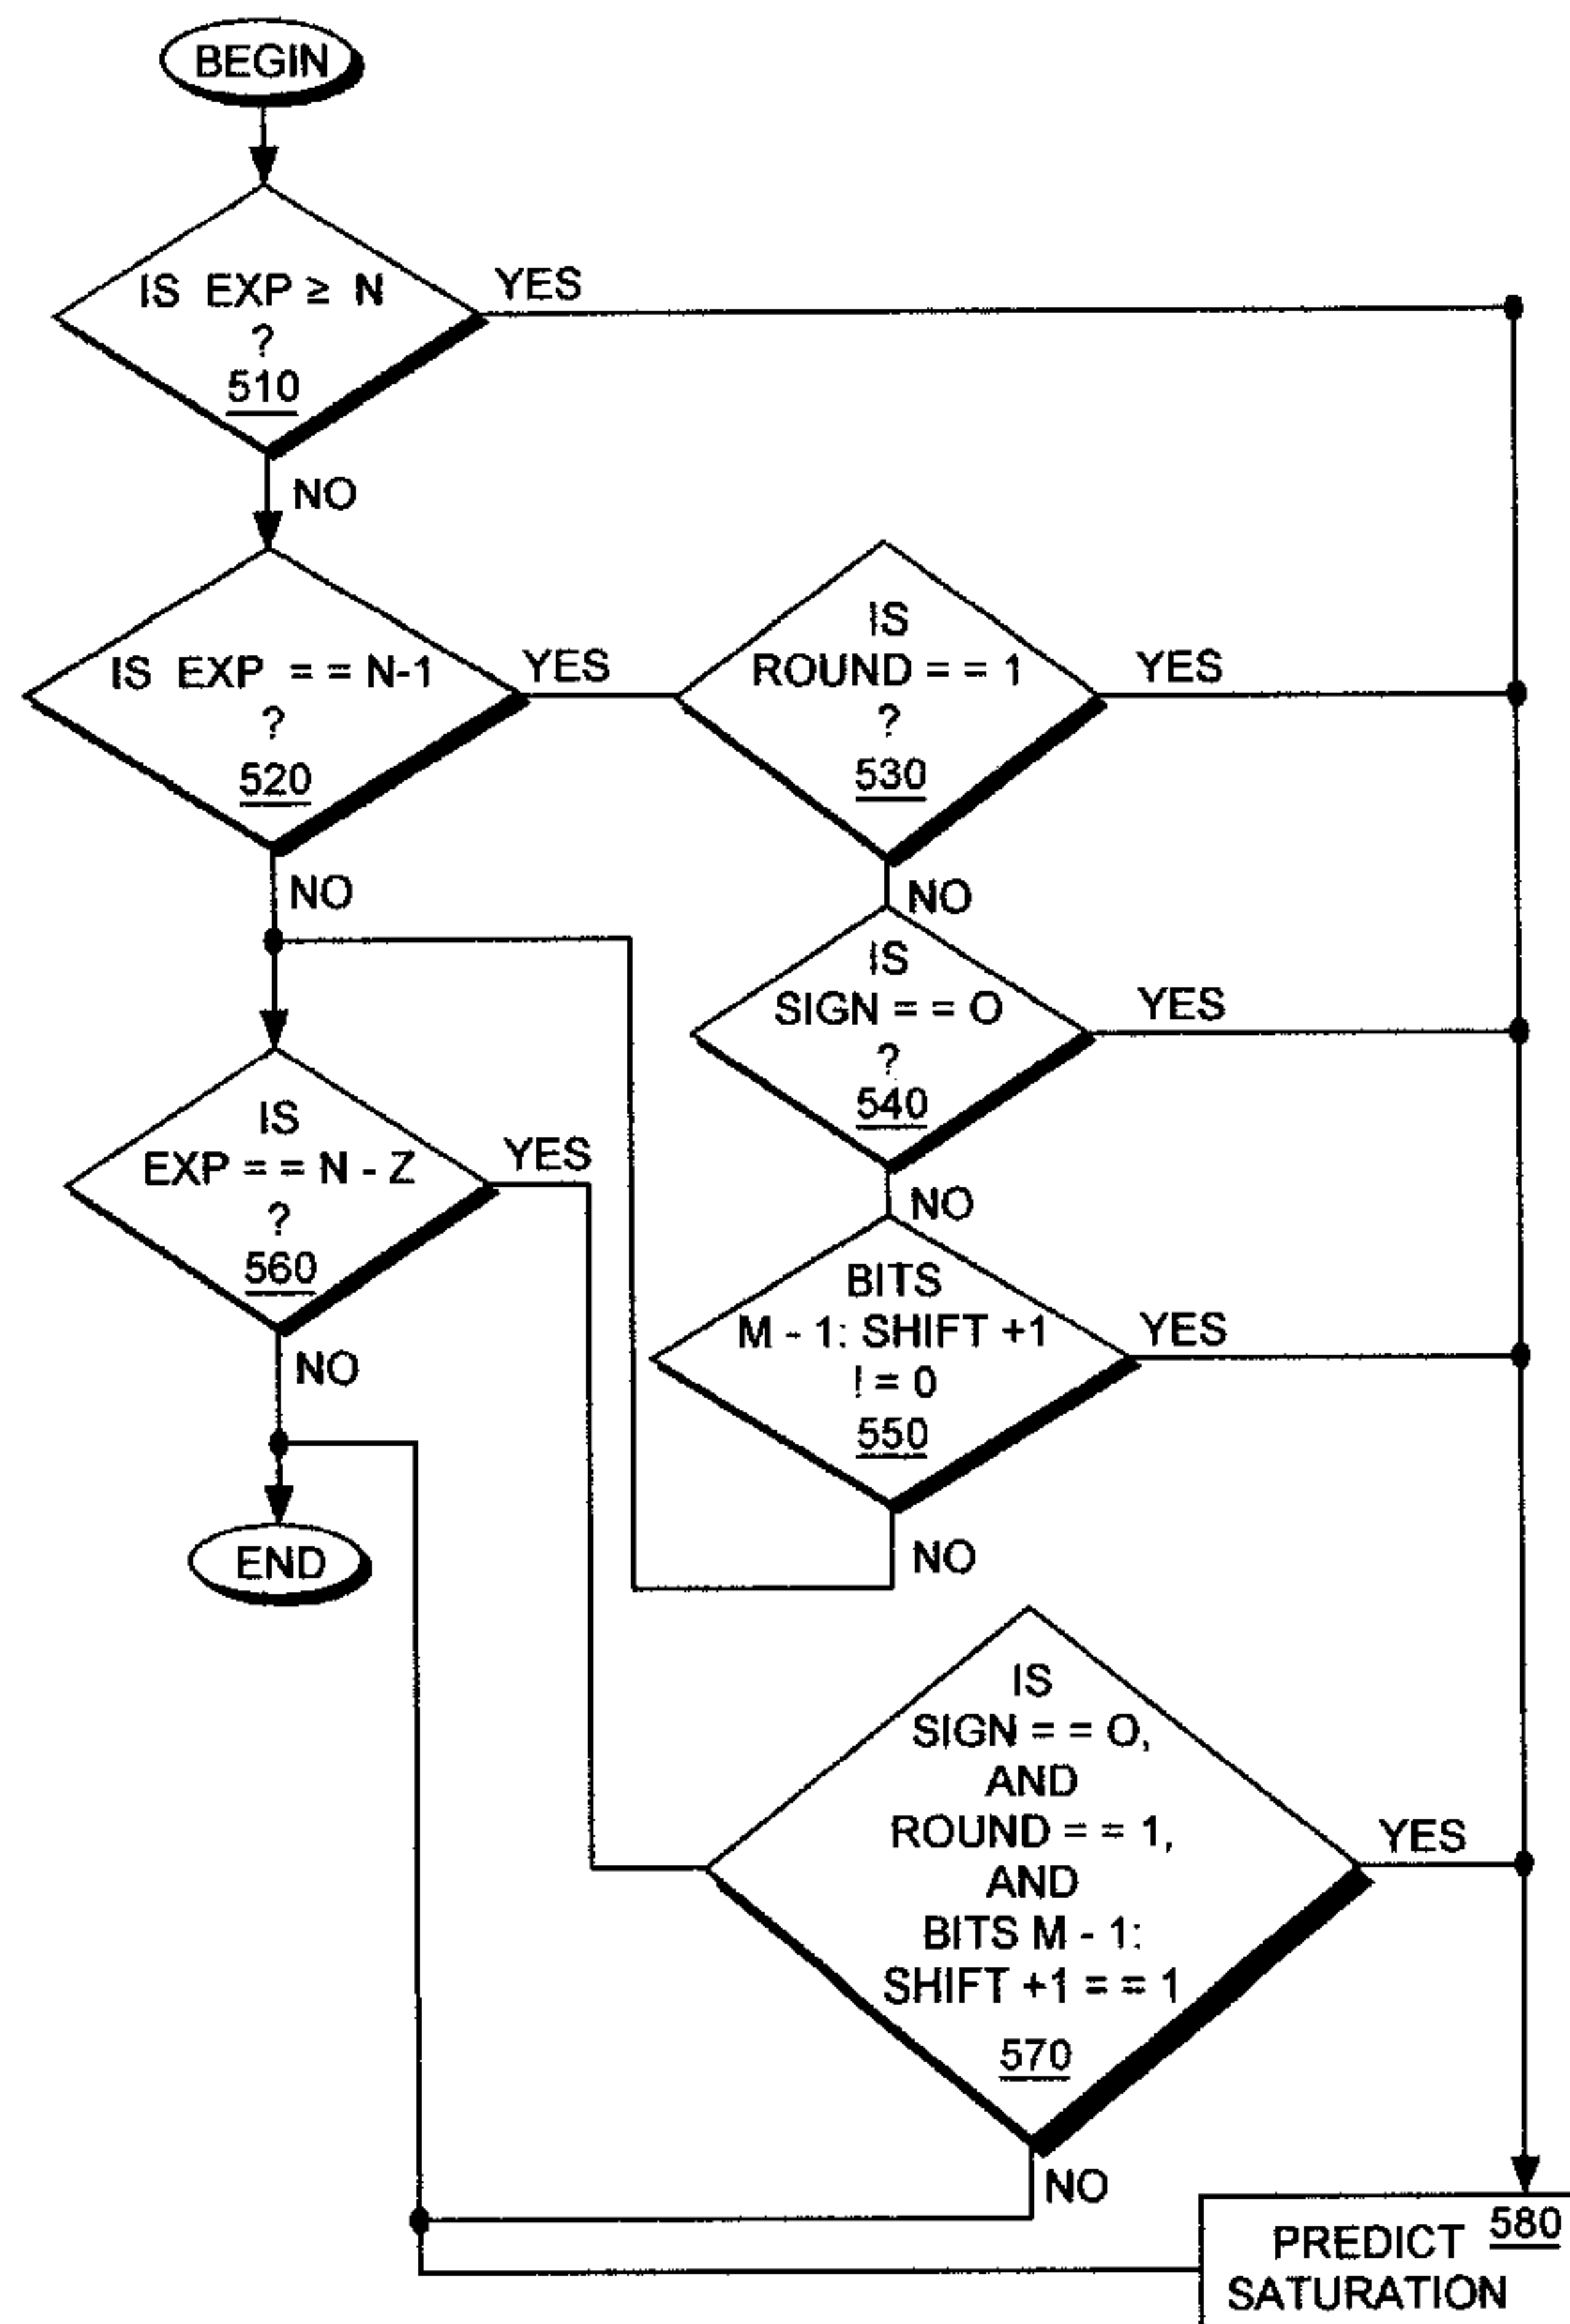 BEGIN
IS EXP ≥ N
?
510
YES
NO
IS EXP = = N-1
?
520
YES
NO
IS
ROUND = = 1
?
530
YES
NO
IS
SIGN = = O
?
540
YES
NO
IS
EXP = = N - Z
?
560
YES
NO
BITS
M - 1: SHIFT +1
! = 0
550
YES
NO
END
IS
SIGN = = O,
AND
ROUND = = 1,
AND
BITS M - 1:
SHIFT +1 = = 1
570
YES
NO
PREDICT 580
SATURATION